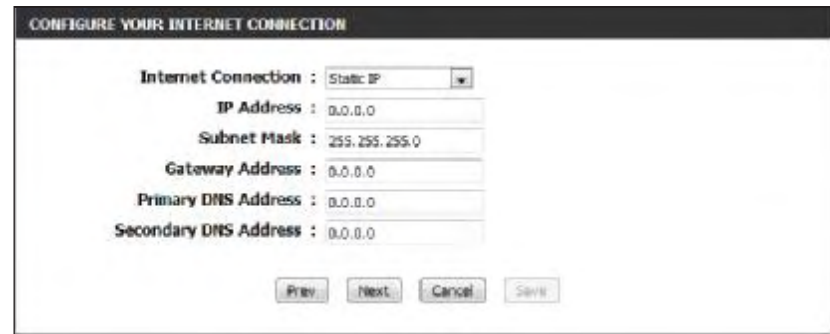 CONFIGURE YOUR INTERNET CONNECTION
Internet Connection : Static IP
IP Address : 0.0.0.0
Subnet Mask : 255.255.255.0
Gateway Address : 0.0.0.0
Primary DNS Address : 0.0.0.0
Secondary DNS Address : 0.0.0.0
Prev Next Cancel Save